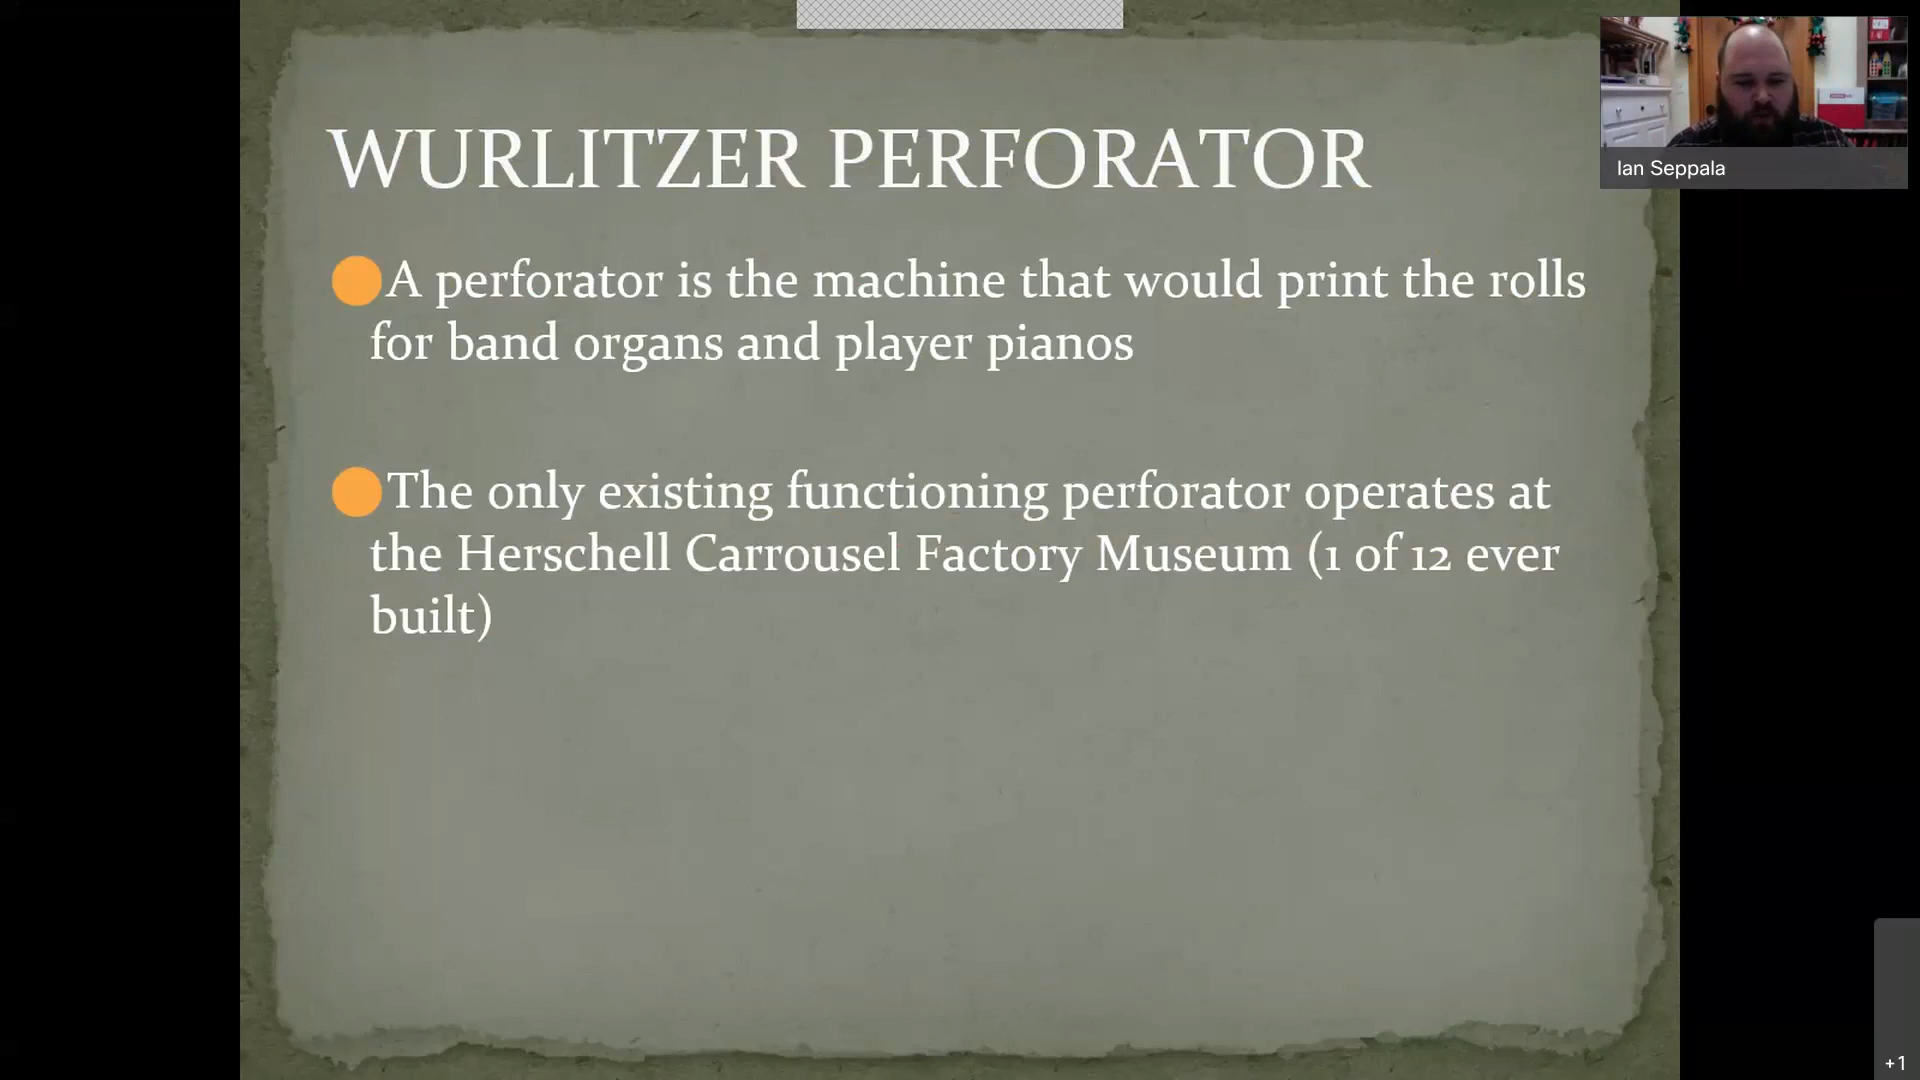 WURLITZER PERFORATOR
A perforator is the machine that would print the rolls
for band organs and player pianos
The only existing functioning perforator operates at
the Herschell Carrousel Factory Museum (1 of 12 ever
built)
Ian Seppala
+1